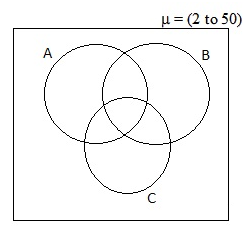 μ = (2 to 50)
A
B
C